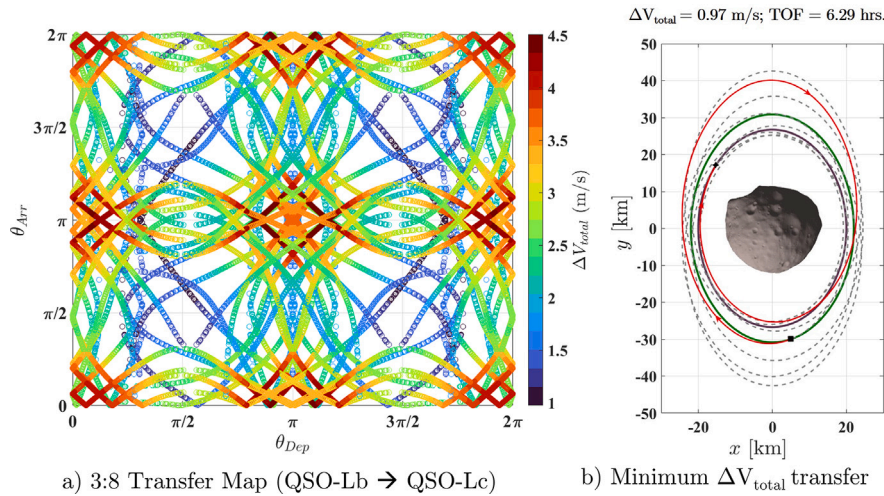 2π
3π/2
π
π/2
0
θ_Arr
0
π/2
π
3π/2
2π
θ_Dep
4.5
4
3.5
3
2.5
2
1.5
1
ΔV_total (m/s)
a) 3:8 Transfer Map (QSO-Lb → QSO-Lc)
ΔV_total = 0.97 m/s; TOF = 6.29 hrs.
50
40
30
20
10
0
-10
-20
-30
-40
-50
y [km]
-20
0
20
x [km]
b) Minimum ΔV_total transfer